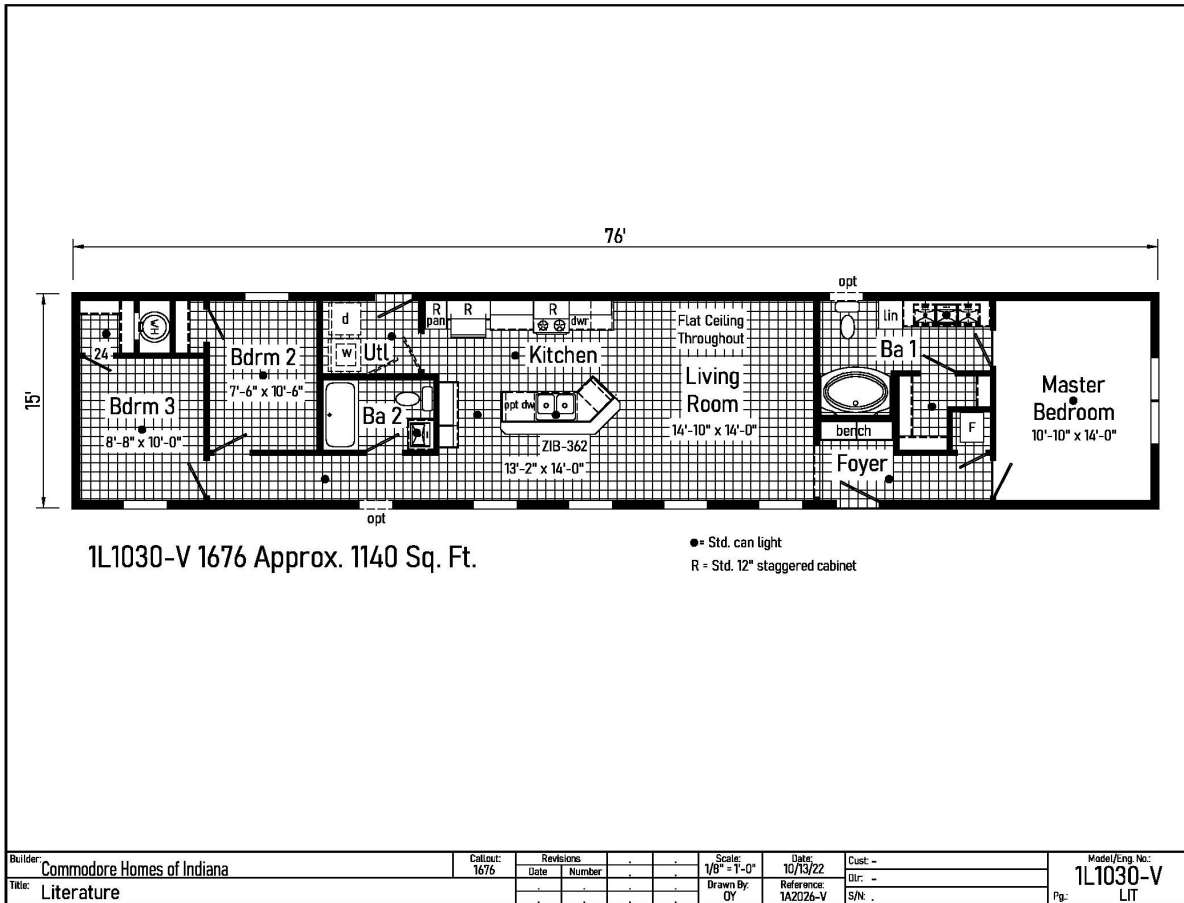 76'
15'
opt
WH
24
Bdrm 3
8'-8" x 10'-0"
Bdrm 2
7'-6" x 10'-6"
d
w
Utl
Ba 2
R
pan
R
R
dwr
Kitchen
opt dw
ZIB-362
13'-2" x 14'-0"
Flat Ceiling
Throughout
Living
Room
14'-10" x 14'-0"
lin
Ba 1
bench
Foyer
F
Master
Bedroom
10'-10" x 14'-0"
opt
1L1030-V 1676 Approx. 1140 Sq. Ft.
●= Std. can light
R = Std. 12" staggered cabinet
Builder: Commodore Homes of Indiana
Title: Literature
Callout:
1676
Revisions
Date Number
Scale:
1/8" = 1'-0"
Drawn By:
OY
Date:
10/13/22
Reference:
1A2026-V
Cust: -
Dlr: -
S/N: .
Model/Eng. No.:
1L1030-V
Pg.: LIT